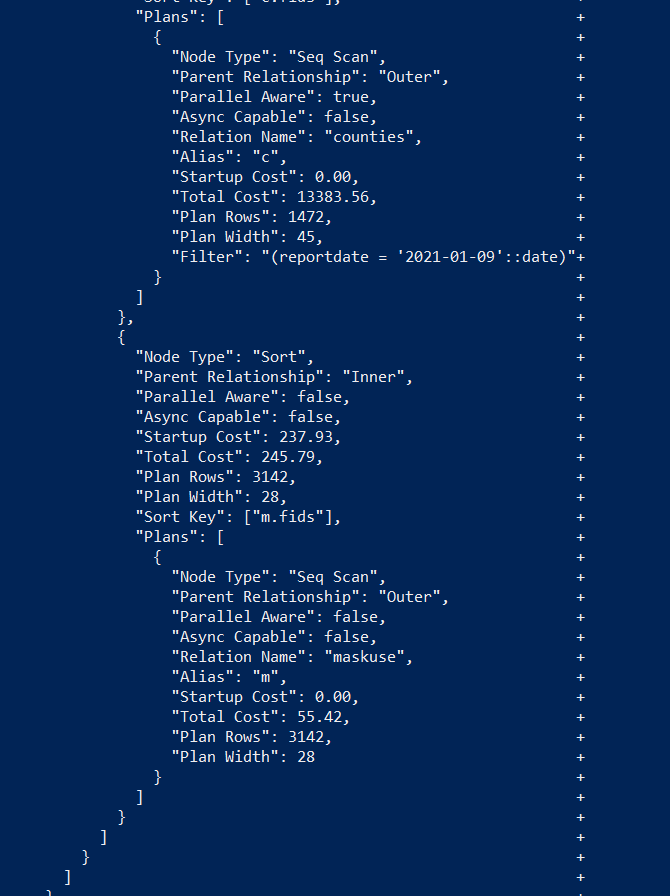 "Plans": [ +
{ +
"Node Type": "Seq Scan", +
"Parent Relationship": "Outer", +
"Parallel Aware": true, +
"Async Capable": false, +
"Relation Name": "counties", +
"Alias": "c", +
"Startup Cost": 0.00, +
"Total Cost": 13383.56, +
"Plan Rows": 1472, +
"Plan Width": 45, +
"Filter": "(reportdate = '2021-01-09'::date)"+
} +
] +
}, +
{ +
"Node Type": "Sort", +
"Parent Relationship": "Inner", +
"Parallel Aware": false, +
"Async Capable": false, +
"Startup Cost": 237.93, +
"Total Cost": 245.79, +
"Plan Rows": 3142, +
"Plan Width": 28, +
"Sort Key": ["m.fids"], +
"Plans": [ +
{ +
"Node Type": "Seq Scan", +
"Parent Relationship": "Outer", +
"Parallel Aware": false, +
"Async Capable": false, +
"Relation Name": "maskuse", +
"Alias": "m", +
"Startup Cost": 0.00, +
"Total Cost": 55.42, +
"Plan Rows": 3142, +
"Plan Width": 28 +
} +
] +
} +
] +
} +
] +